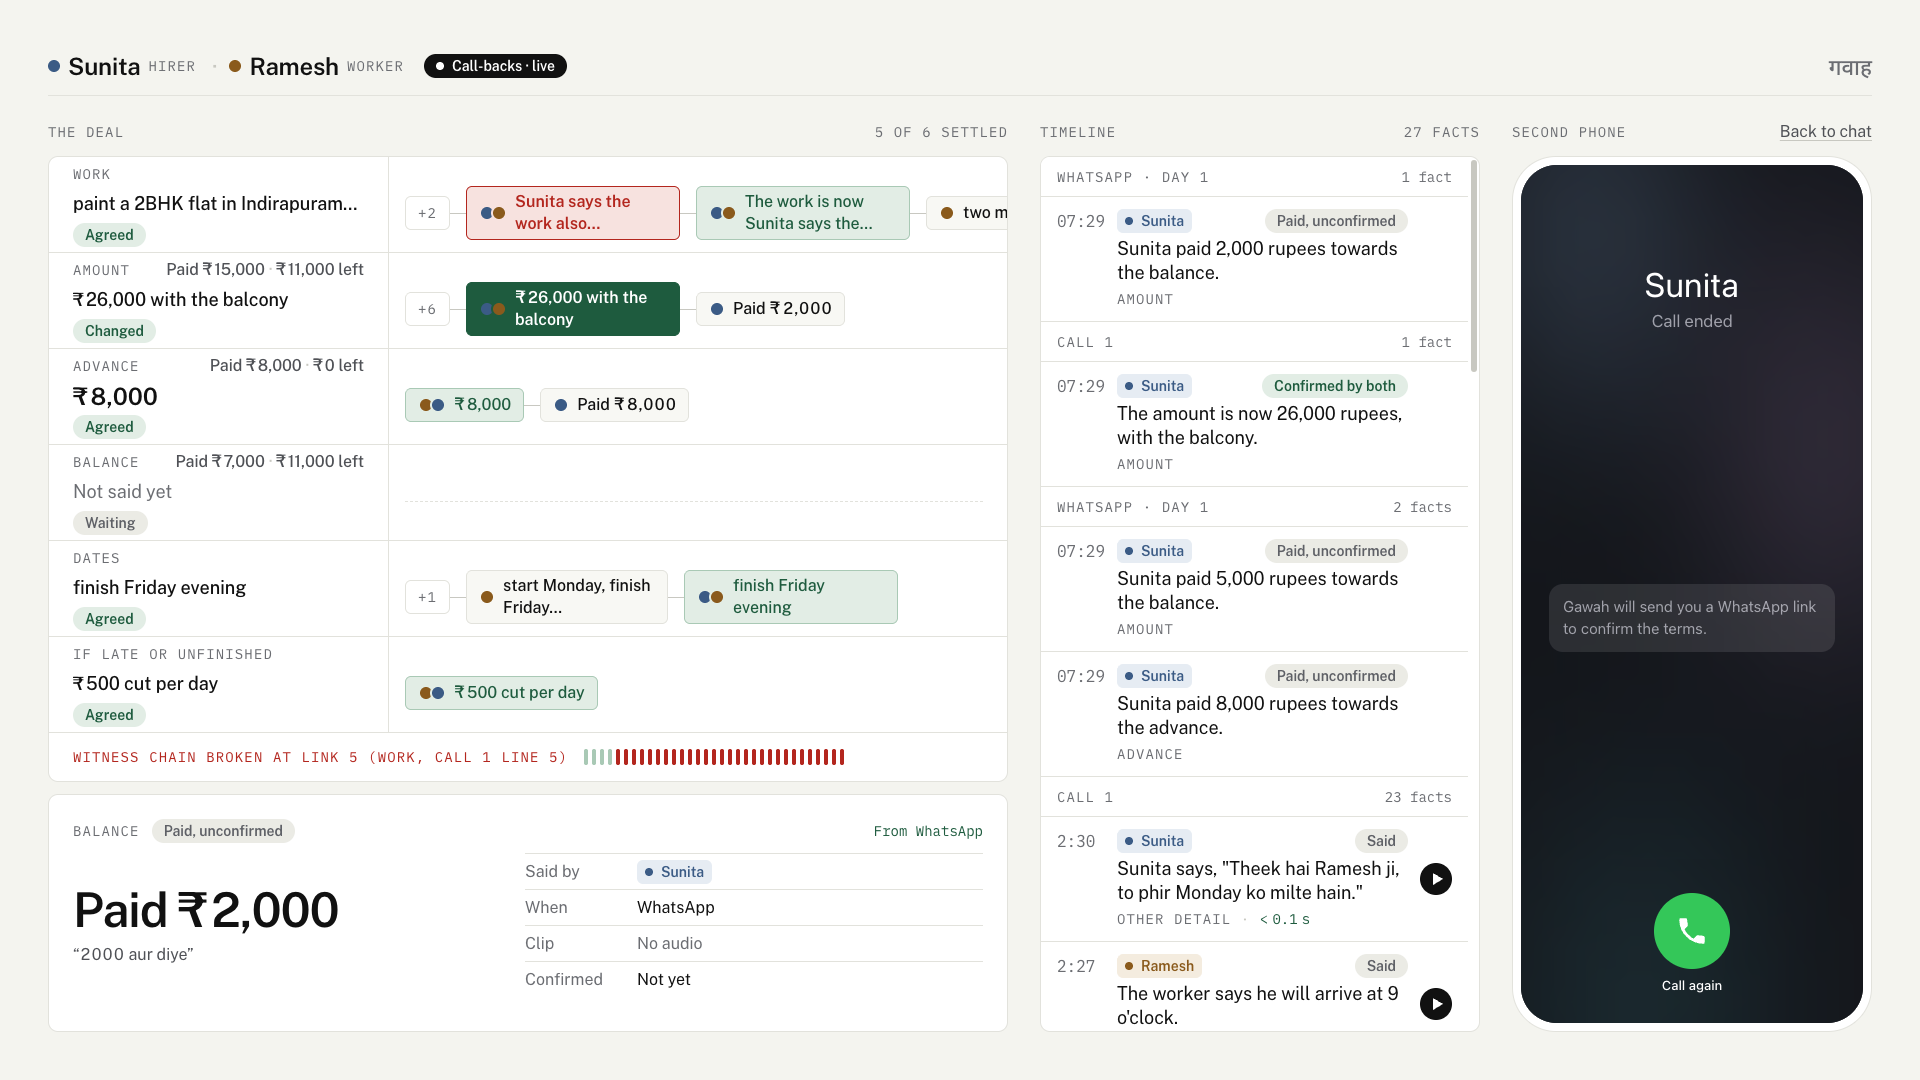 Sunita HIRER · Ramesh WORKER Call-backs · live
गवाह
THE DEAL 5 OF 6 SETTLED
WORK
paint a 2BHK flat in Indirapuram...
Agreed
+2
Sunita says the
work also...
The work is now
Sunita says the...
two m
AMOUNT Paid ₹15,000 · ₹11,000 left
₹26,000 with the balcony
Changed
+6
₹26,000 with the
balcony
Paid ₹2,000
ADVANCE Paid ₹8,000 · ₹0 left
₹8,000
Agreed
₹8,000
Paid ₹8,000
BALANCE Paid ₹7,000 · ₹11,000 left
Not said yet
Waiting
DATES
finish Friday evening
Agreed
+1
start Monday, finish
Friday...
finish Friday
evening
IF LATE OR UNFINISHED
₹500 cut per day
Agreed
₹500 cut per day
WITNESS CHAIN BROKEN AT LINK 5 (WORK, CALL 1 LINE 5)
BALANCE Paid, unconfirmed From WhatsApp
Paid ₹2,000
“2000 aur diye”
Said by Sunita
When WhatsApp
Clip No audio
Confirmed Not yet
TIMELINE 27 FACTS
WHATSAPP · DAY 1 1 fact
07:29 Sunita Paid, unconfirmed
Sunita paid 2,000 rupees towards
the balance.
AMOUNT
CALL 1 1 fact
07:29 Sunita Confirmed by both
The amount is now 26,000 rupees,
with the balcony.
AMOUNT
WHATSAPP · DAY 1 2 facts
07:29 Sunita Paid, unconfirmed
Sunita paid 5,000 rupees towards
the balance.
AMOUNT
07:29 Sunita Paid, unconfirmed
Sunita paid 8,000 rupees towards
the advance.
ADVANCE
CALL 1 23 facts
2:30 Sunita Said
Sunita says, "Theek hai Ramesh ji,
to phir Monday ko milte hain."
OTHER DETAIL · <0.1s
2:27 Ramesh Said
The worker says he will arrive at 9
o'clock.
SECOND PHONE Back to chat
Sunita
Call ended
Gawah will send you a WhatsApp link
to confirm the terms.
Call again